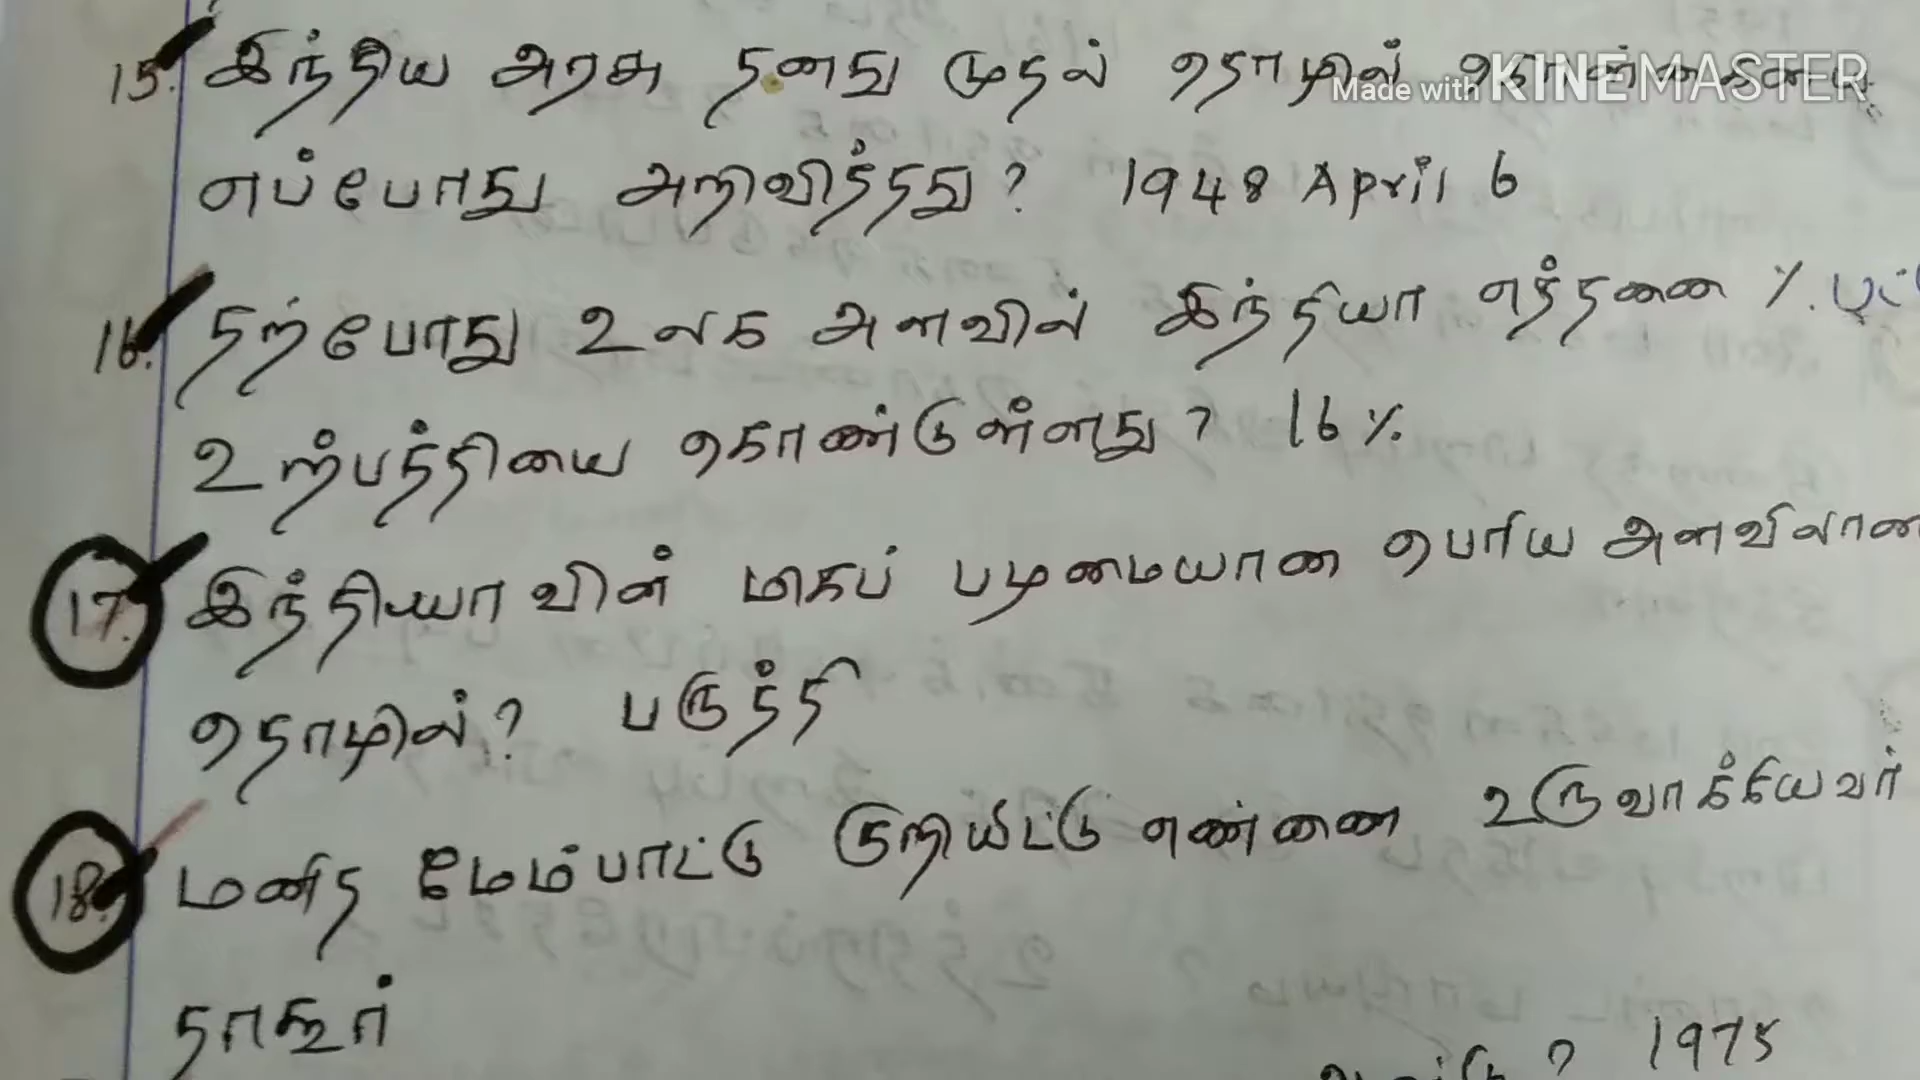 15. இந்திய அரசு தனது முதல் தொழில் கொள்கையை
Made with KINEMASTER
எப்போது அறிவித்தது? 1948 April 6
16. தற்போது உலக அளவில் இந்தியா எத்தனை %
உற்பத்தியை கொண்டுள்ளது? 16%
17. இந்தியாவின் மிகப் பழமையான பெரிய அளவிலான
தொழில்? பருத்தி
18. மனித மேம்பாட்டு குறியீட்டு எண்ணை உருவாக்கியவர்
1975